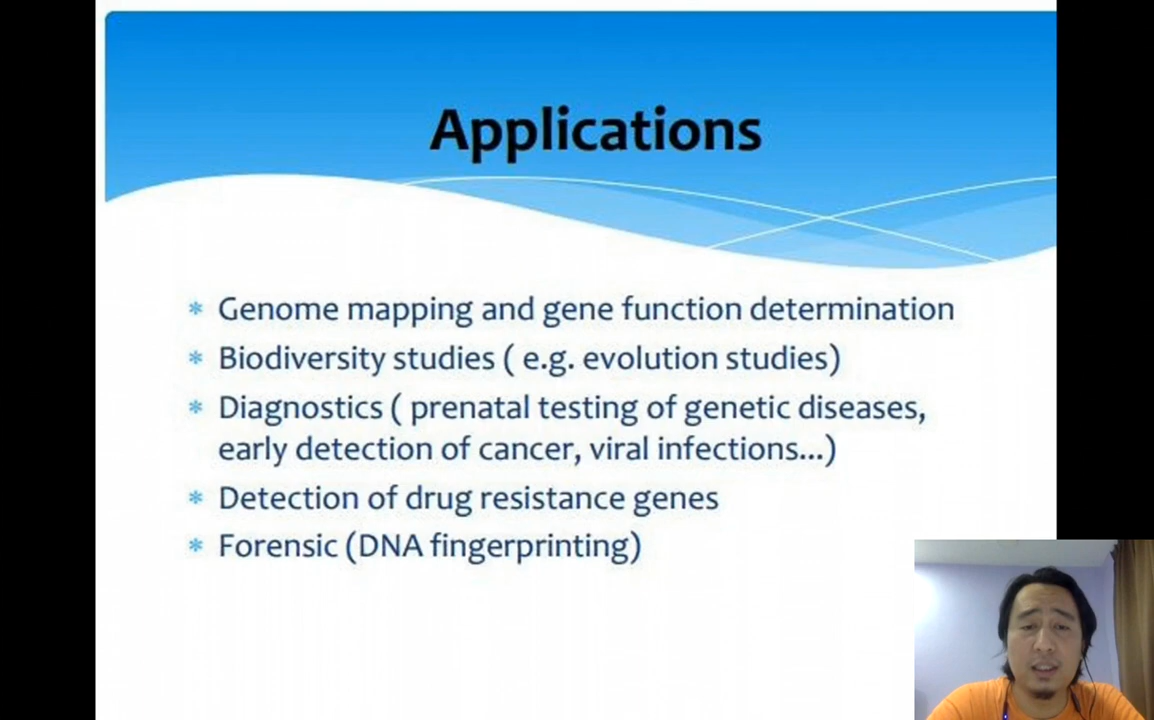 Applications
* Genome mapping and gene function determination
* Biodiversity studies ( e.g. evolution studies)
* Diagnostics ( prenatal testing of genetic diseases,
early detection of cancer, viral infections...)
* Detection of drug resistance genes
* Forensic (DNA fingerprinting)